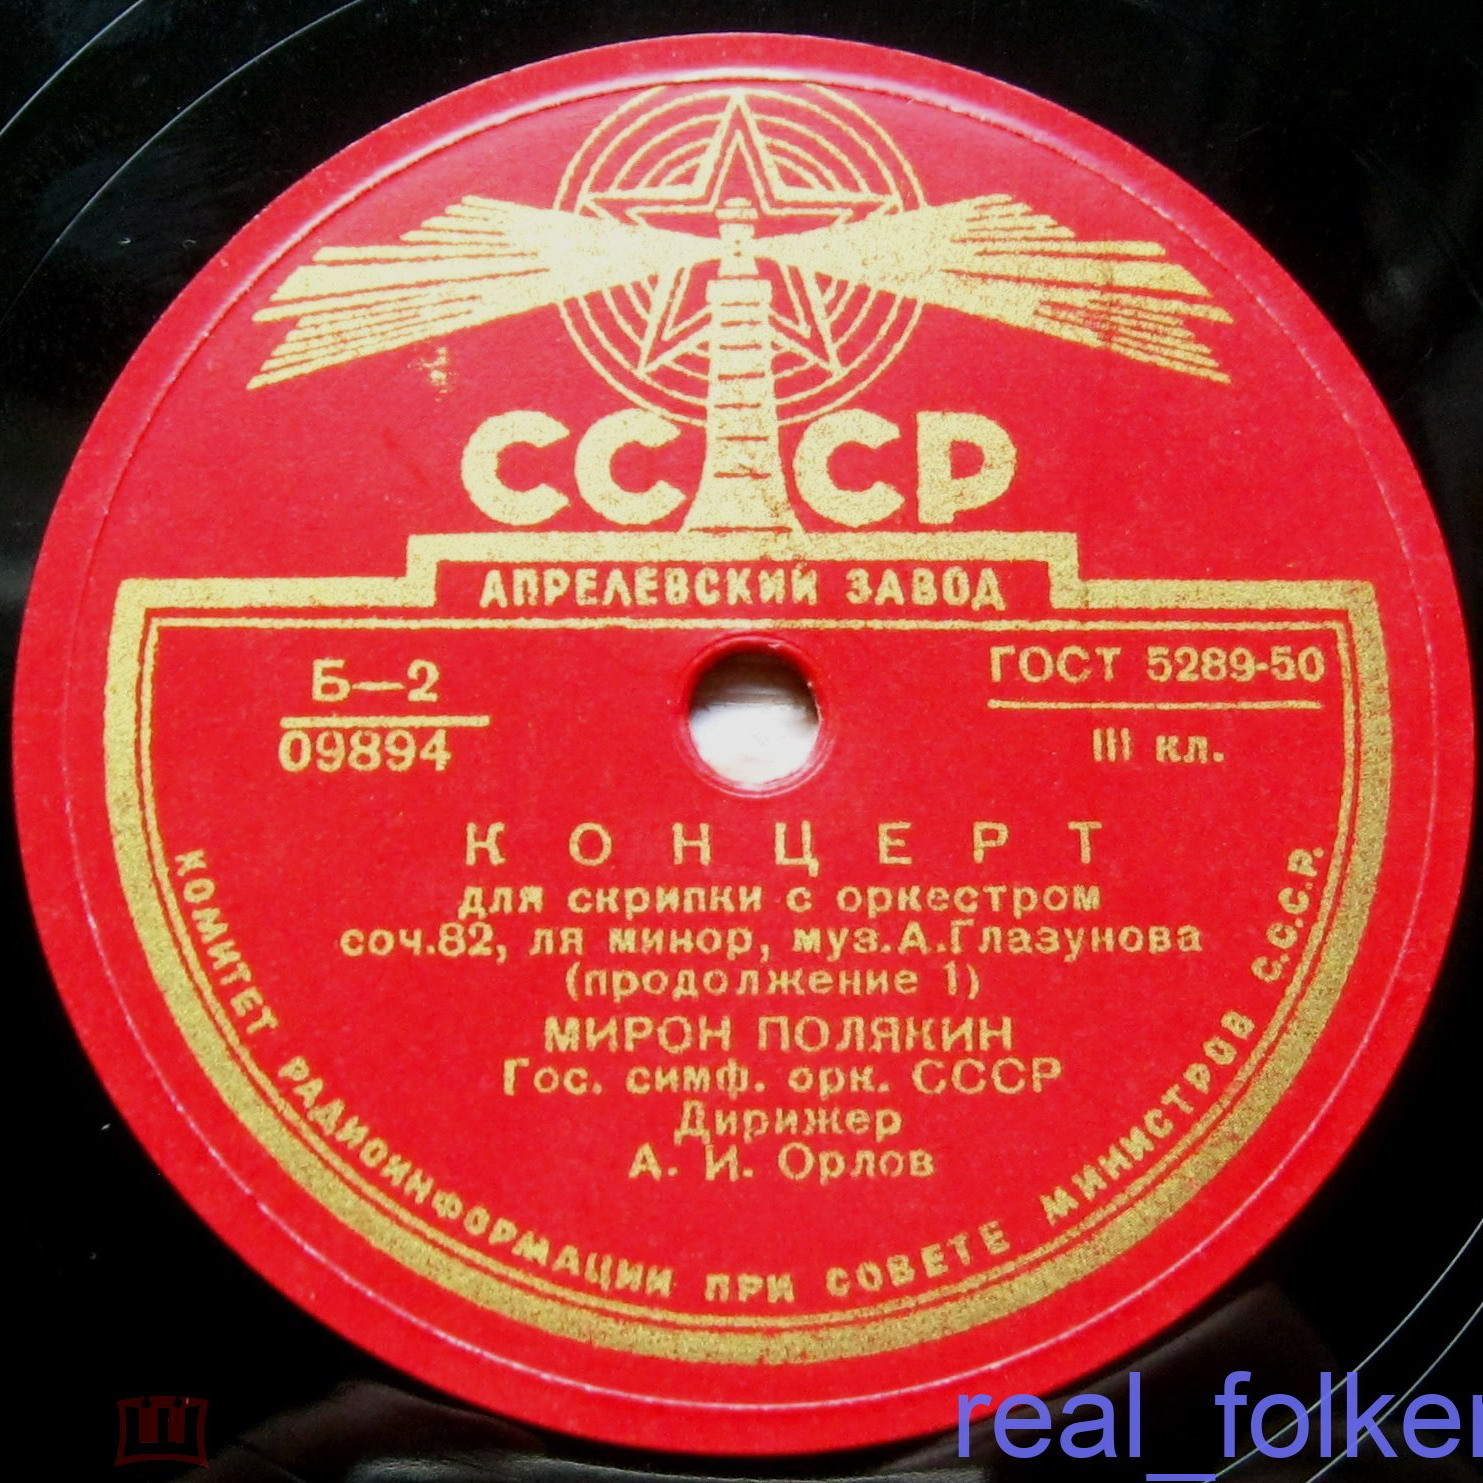 СССР
АПРЕЛЕВСКИЙ ЗАВОД
Б—2
09894
ГОСТ 5289-50
III кл.
КОНЦЕРТ
для скрипки с оркестром
соч.82, ля минор, муз.А.Глазунова
(продолжение 1)
МИРОН ПОЛЯКИН
Гос. симф. орк. СССР
Дирижер
А. И. Орлов
КОМИТЕТ РАДИОИНФОРМАЦИИ ПРИ СОВЕТЕ МИНИСТРОВ С.С.С.Р.
real_folker